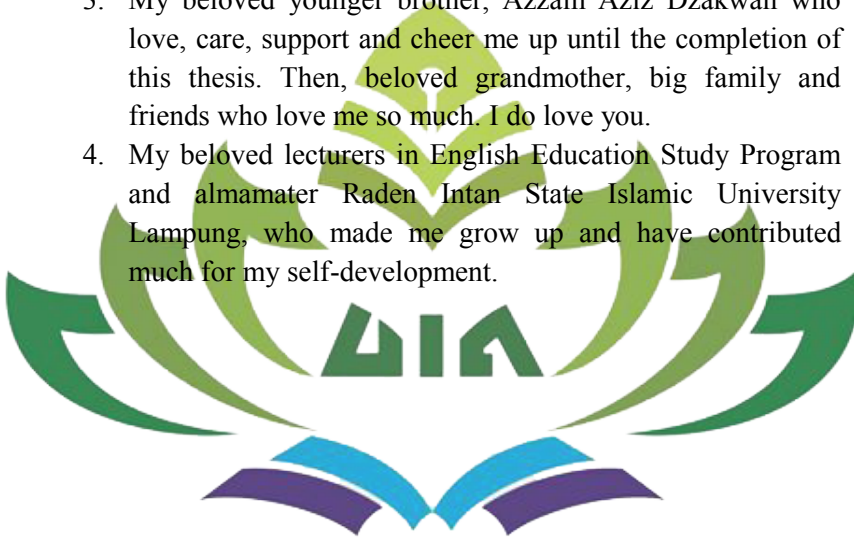 3. My beloved younger brother, Azzam Aziz Dzakwan who
love, care, support and cheer me up until the completion of
this thesis. Then, beloved grandmother, big family and
friends who love me so much. I do love you.
4. My beloved lecturers in English Education Study Program
and almamater Raden Intan State Islamic University
Lampung, who made me grow up and have contributed
much for my self-development.
UIN